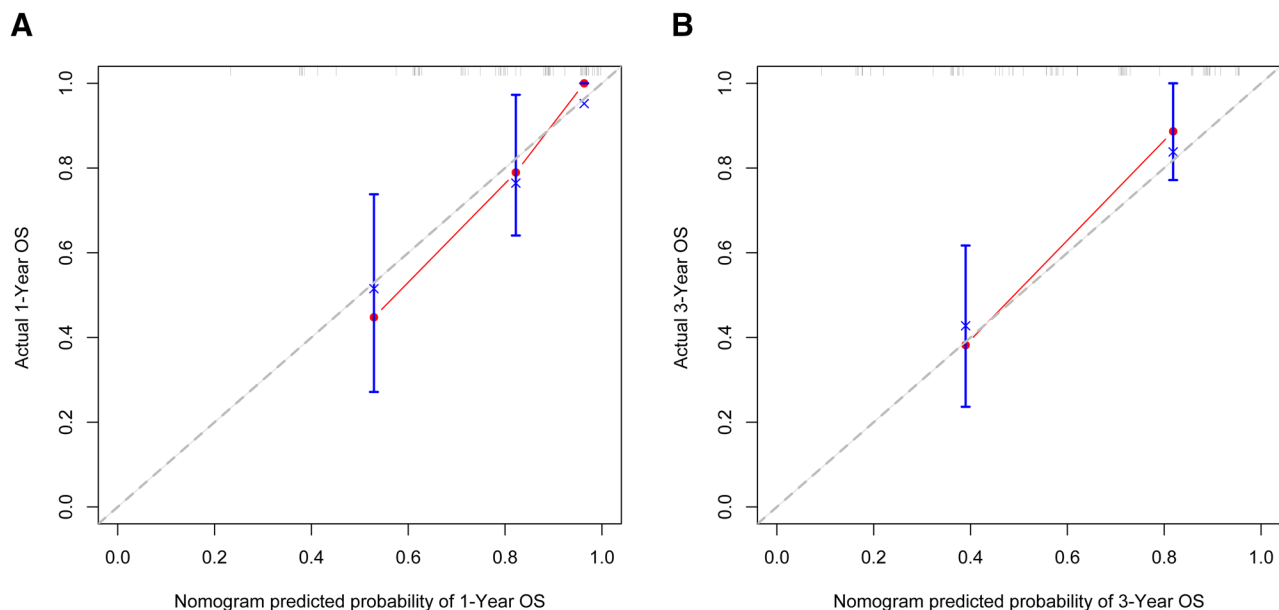 A
B
Actual 1-Year OS
1.0
0.8
0.6
0.4
0.2
0.0
0.0 0.2 0.4 0.6 0.8 1.0
Nomogram predicted probability of 1-Year OS
Actual 3-Year OS
1.0
0.8
0.6
0.4
0.2
0.0
0.0 0.2 0.4 0.6 0.8 1.0
Nomogram predicted probability of 3-Year OS